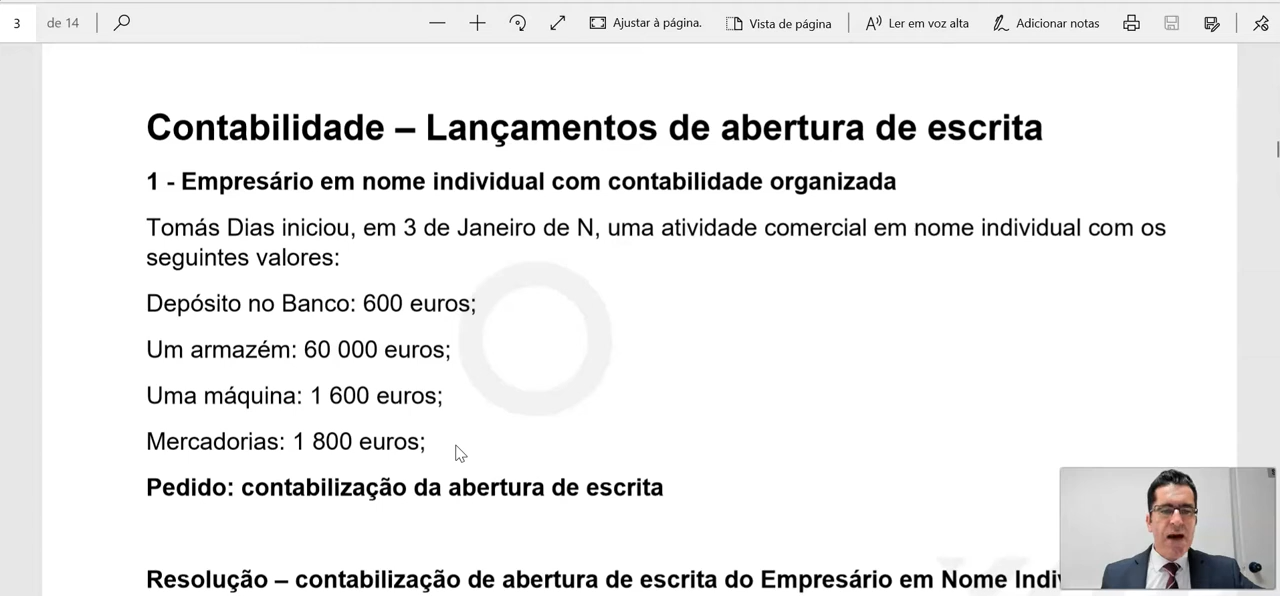 3 de 14 Ajustar à página. Vista de página Ler em voz alta Adicionar notas
Contabilidade – Lançamentos de abertura de escrita
1 - Empresário em nome individual com contabilidade organizada
Tomás Dias iniciou, em 3 de Janeiro de N, uma atividade comercial em nome individual com os
seguintes valores:
Depósito no Banco: 600 euros;
Um armazém: 60 000 euros;
Uma máquina: 1 600 euros;
Mercadorias: 1 800 euros;
Pedido: contabilização da abertura de escrita
Resolução – contabilização de abertura de escrita do Empresário em Nome Indiv